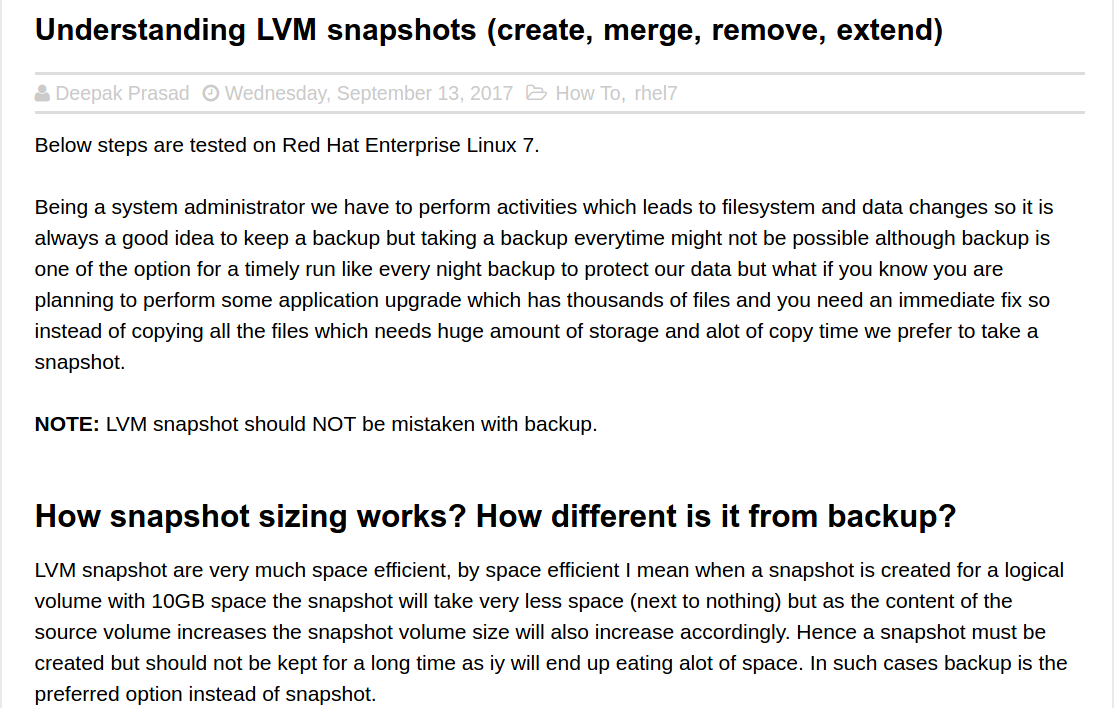 Understanding LVM snapshots (create, merge, remove, extend)
Deepak Prasad Wednesday, September 13, 2017 How To, rhel7
Below steps are tested on Red Hat Enterprise Linux 7.
Being a system administrator we have to perform activities which leads to filesystem and data changes so it is
always a good idea to keep a backup but taking a backup everytime might not be possible although backup is
one of the option for a timely run like every night backup to protect our data but what if you know you are
planning to perform some application upgrade which has thousands of files and you need an immediate fix so
instead of copying all the files which needs huge amount of storage and alot of copy time we prefer to take a
snapshot.
NOTE: LVM snapshot should NOT be mistaken with backup.
How snapshot sizing works? How different is it from backup?
LVM snapshot are very much space efficient, by space efficient I mean when a snapshot is created for a logical
volume with 10GB space the snapshot will take very less space (next to nothing) but as the content of the
source volume increases the snapshot volume size will also increase accordingly. Hence a snapshot must be
created but should not be kept for a long time as iy will end up eating alot of space. In such cases backup is the
preferred option instead of snapshot.